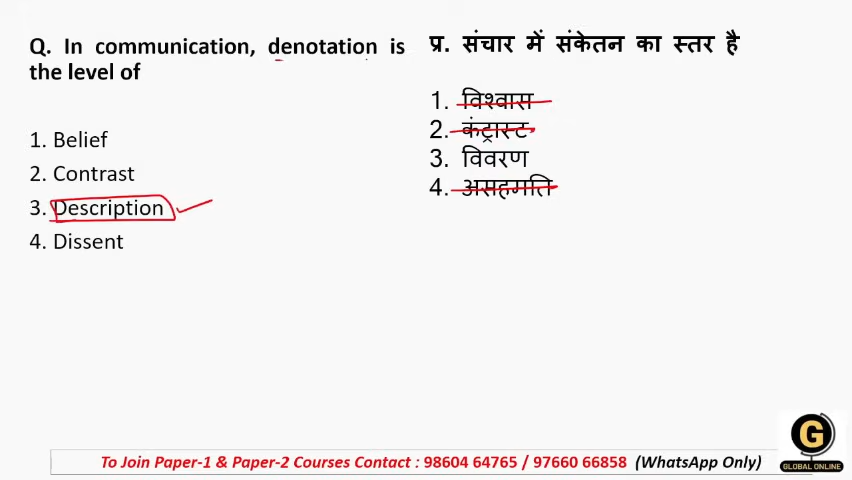 Q. In communication, denotation is
the level of
1. Belief
2. Contrast
3. Description
4. Dissent
प्र. संचार में संकेतन का स्तर है
1. विश्वास
2. कंट्रास्ट
3. विवरण
4. असहमति
G
GLOBAL ONLINE
To Join Paper-1 & Paper-2 Courses Contact : 98604 64765 / 97660 66858 (WhatsApp Only)